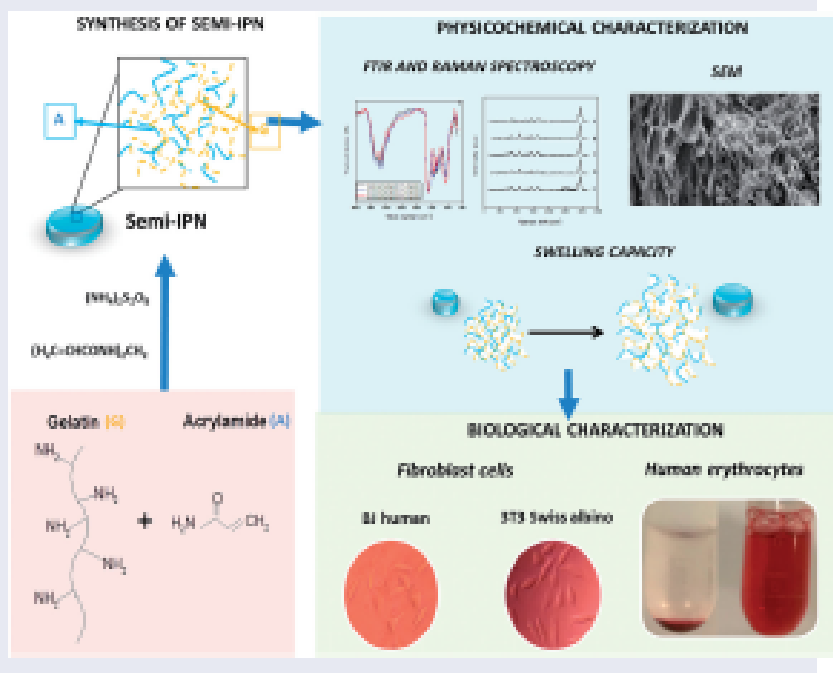 SYNTHESIS OF SEMI-IPN
A
G
Semi-IPN
(NH₄)₂S₂O₈
(H₂C=CHCONH)₂CH₂
Gelatin (G)
Acrylamide (A)
NH₂
NH₂
NH₂
NH₂
NH₂
+
O
H₂N
CH₂
PHYSICOCHEMICAL CHARACTERIZATION
FTIR AND RAMAN SPECTROSCOPY
SEM
SWELLING CAPACITY
BIOLOGICAL CHARACTERIZATION
Fibroblast cells
Human erythrocytes
BJ human
3T3 Swiss albino